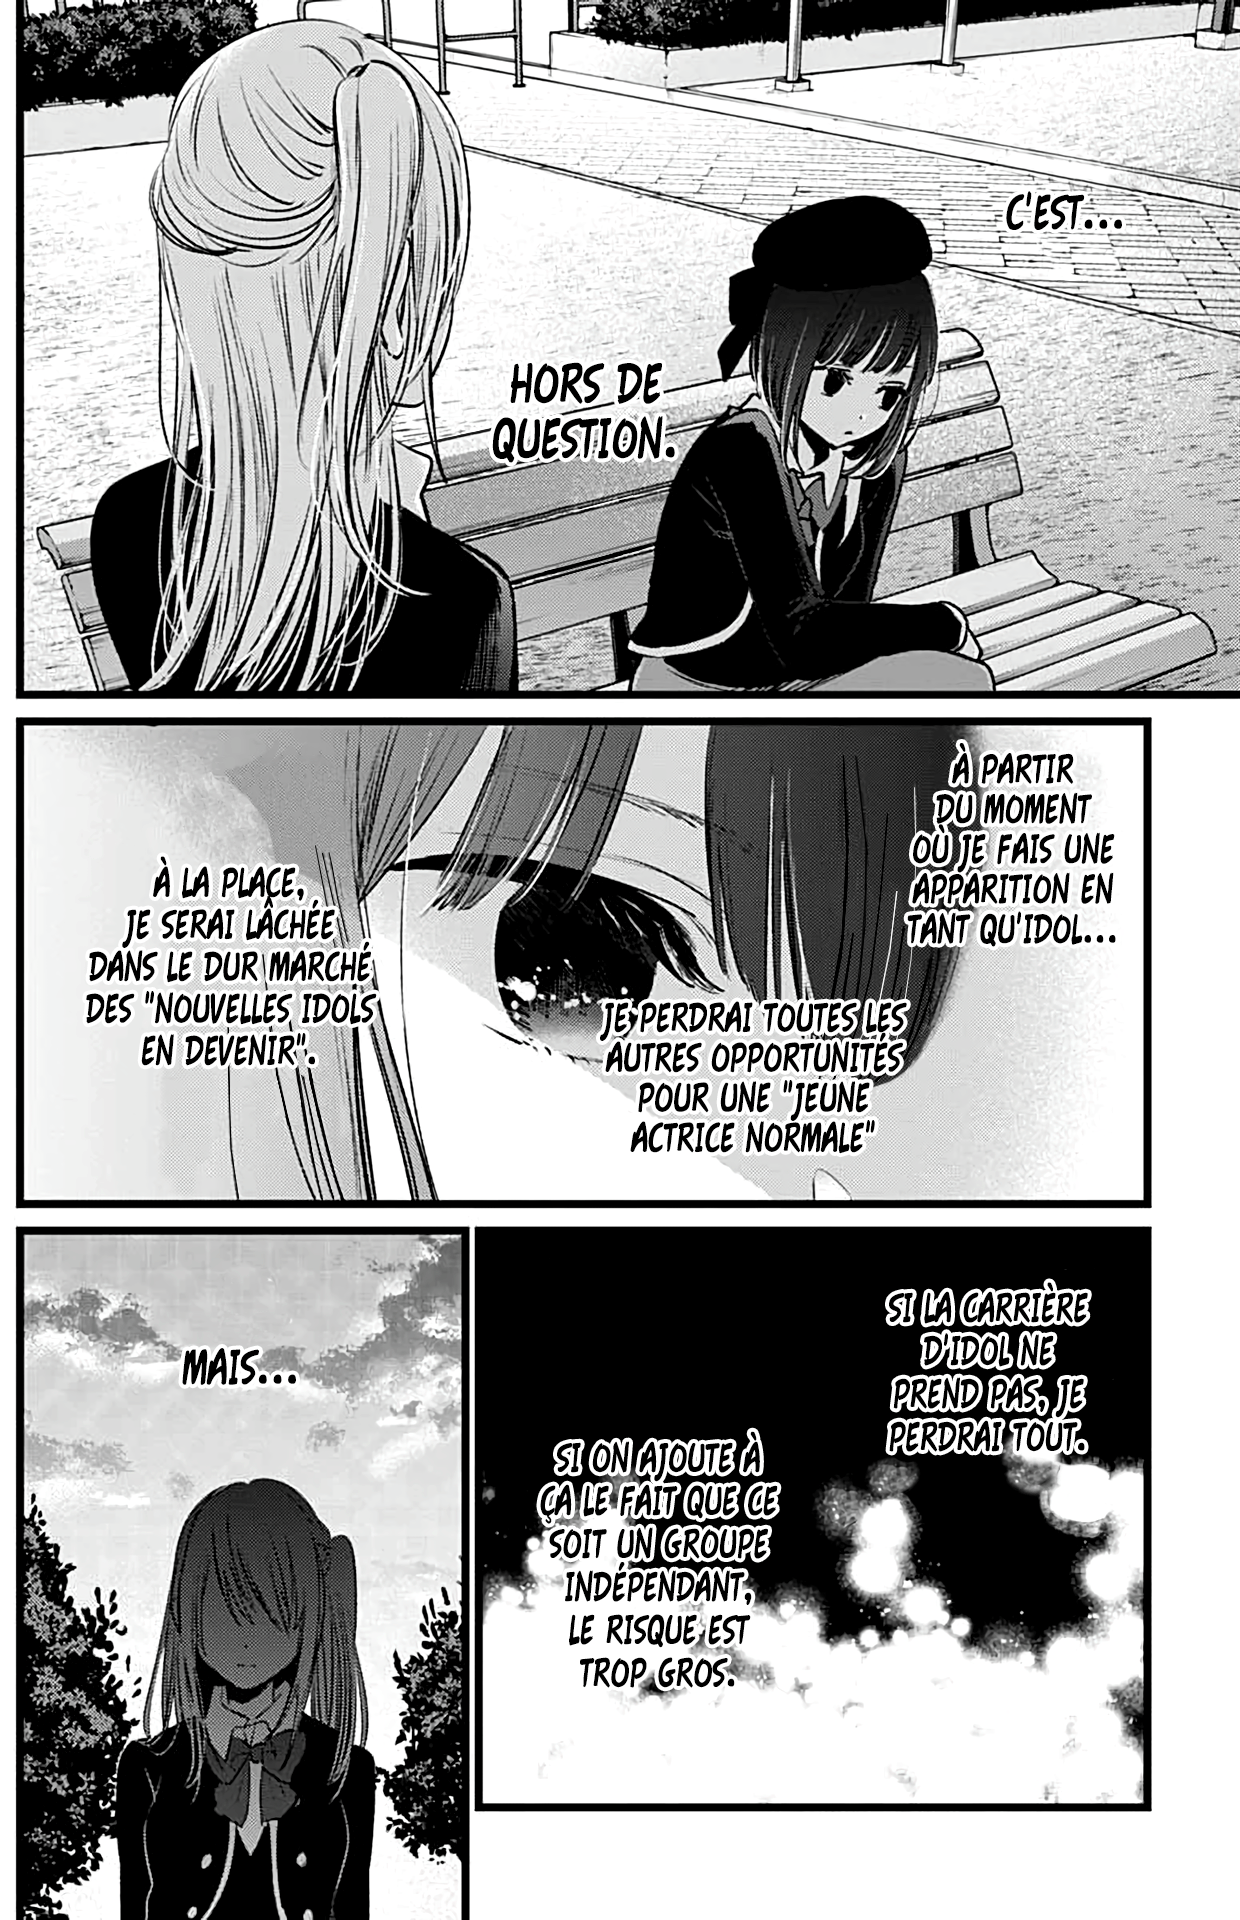 C'EST...
HORS DE
QUESTION.
À PARTIR
DU MOMENT
OÙ JE FAIS UNE
APPARITION EN
TANT QU'IDOL...
JE PERDRAI TOUTES LES
AUTRES OPPORTUNITÉS
POUR UNE "JEUNE
ACTRICE NORMALE"
À LA PLACE,
JE SERAI LÂCHÉE
DANS LE DUR MARCHÉ
DES "NOUVELLES IDOLS
EN DEVENIR".
SI LA CARRIÈRE
D'IDOL NE
PREND PAS, JE
PERDRAI TOUT.
SI ON AJOUTE À
ÇA LE FAIT QUE CE
SOIT UN GROUPE
INDÉPENDANT,
LE RISQUE EST
TROP GROS.
MAIS...